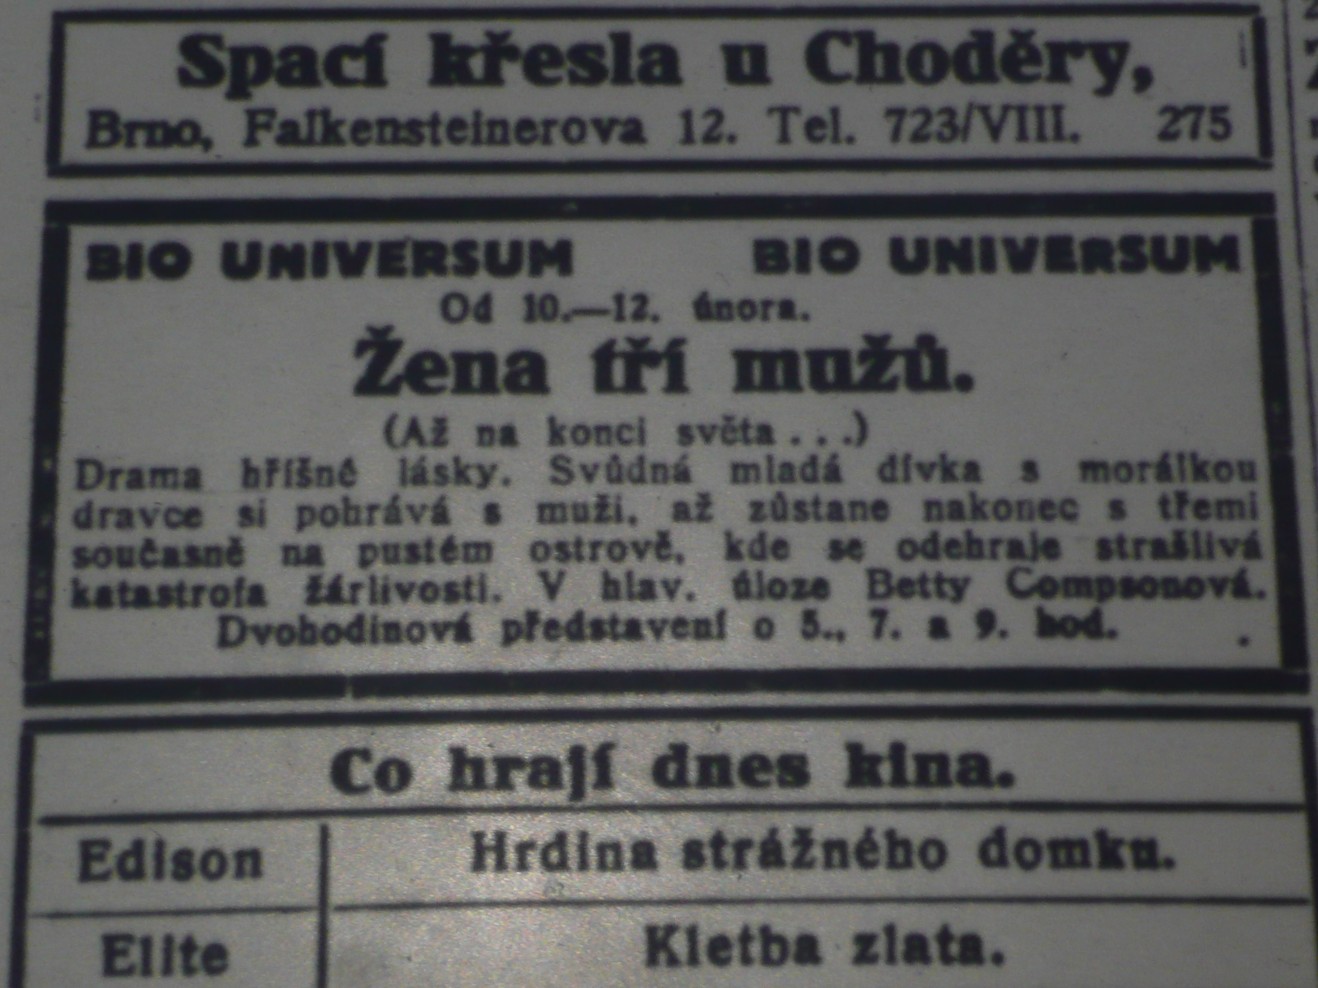 Spací křesla u Choděry,
Brno, Falkensteinerova 12. Tel. 723/VIII. 275
BIO UNIVERSUM BIO UNIVERSUM
Od 10.—12. února.
Žena tří mužů.
(Až na konci světa...)
Drama hříšné lásky. Svůdná mladá dívka s morálkou
dravce si pohrává s muži, až zůstane nakonec s třemi
současně na pustém ostrově, kde se odehraje strašlivá
katastrofa žárlivosti. V hlav. úloze Betty Compsonová.
Dvohodinová představení o 5., 7. a 9. hod.
Co hrají dnes kina.
Edison Hrdina strážného domku.
Elite Kletba zlata.